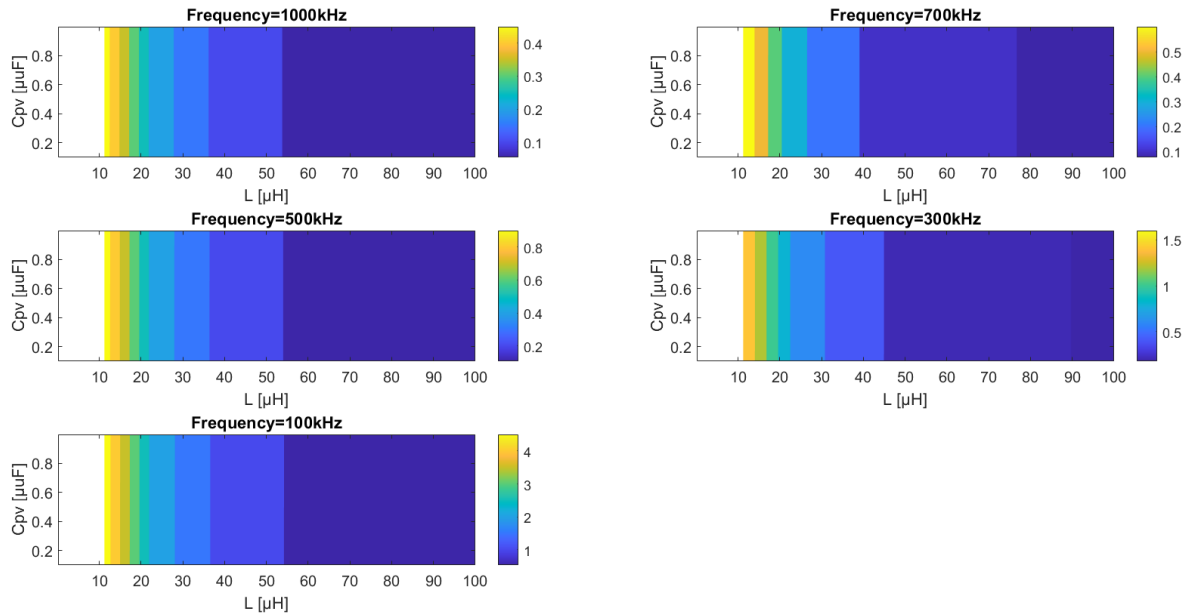 Frequency=1000kHz
Cpv [µuF]
0.8
0.6
0.4
0.2
10 20 30 40 50 60 70 80 90 100
L [µH]
0.4
0.3
0.2
0.1
Frequency=700kHz
Cpv [µuF]
0.8
0.6
0.4
0.2
10 20 30 40 50 60 70 80 90 100
L [µH]
0.5
0.4
0.3
0.2
0.1
Frequency=500kHz
Cpv [µuF]
0.8
0.6
0.4
0.2
10 20 30 40 50 60 70 80 90 100
L [µH]
0.8
0.6
0.4
0.2
Frequency=300kHz
Cpv [µuF]
0.8
0.6
0.4
0.2
10 20 30 40 50 60 70 80 90 100
L [µH]
1.5
1
0.5
Frequency=100kHz
Cpv [µuF]
0.8
0.6
0.4
0.2
10 20 30 40 50 60 70 80 90 100
L [µH]
4
3
2
1